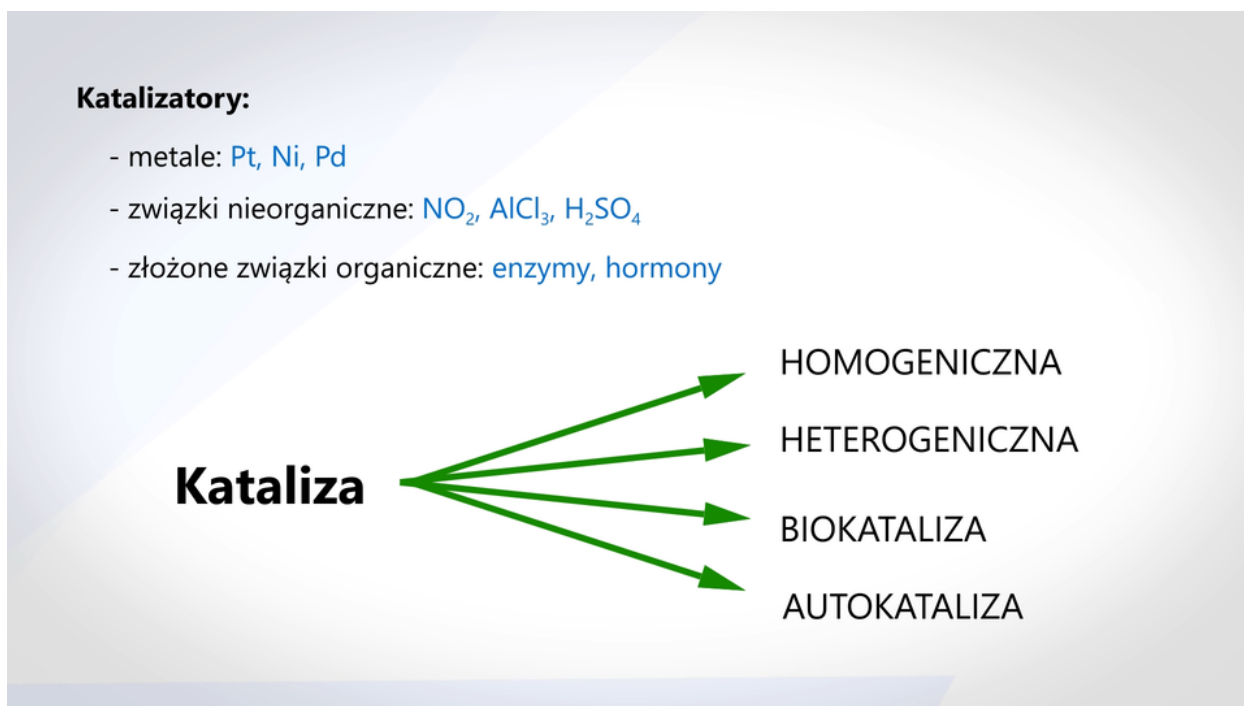 Katalizatory:
- metale: Pt, Ni, Pd
- związki nieorganiczne: NO₂, AlCl₃, H₂SO₄
- złożone związki organiczne: enzymy, hormony
HOMOGENICZNA
HETEROGENICZNA
Kataliza
BIOKATALIZA
AUTOKATALIZA